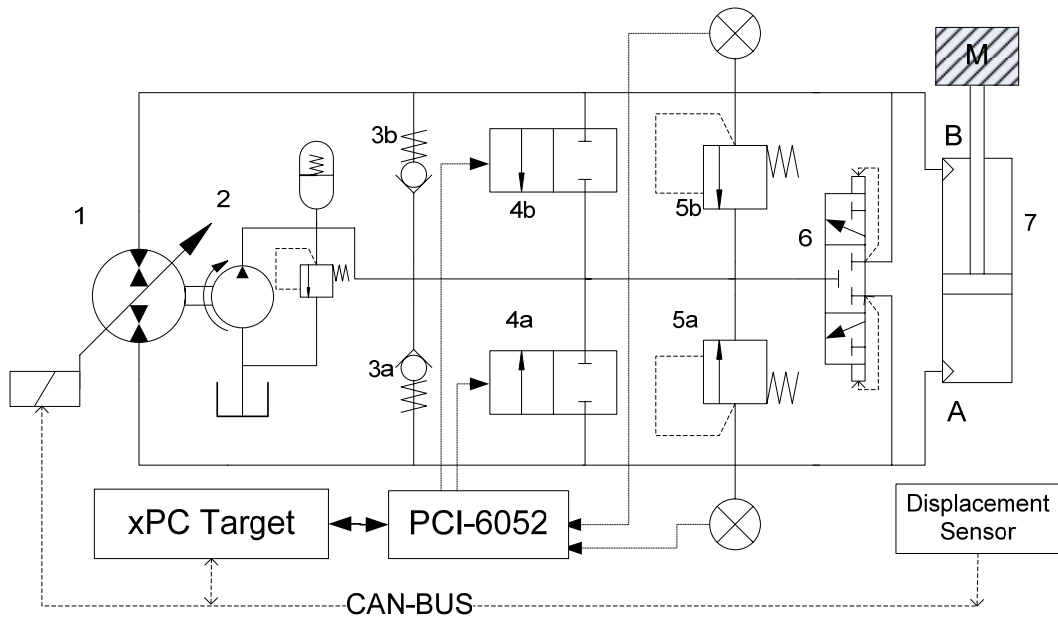 M
3b
B
1
2
4b
5b
6
7
4a
5a
3a
A
xPC Target
PCI-6052
Displacement
Sensor
CAN-BUS